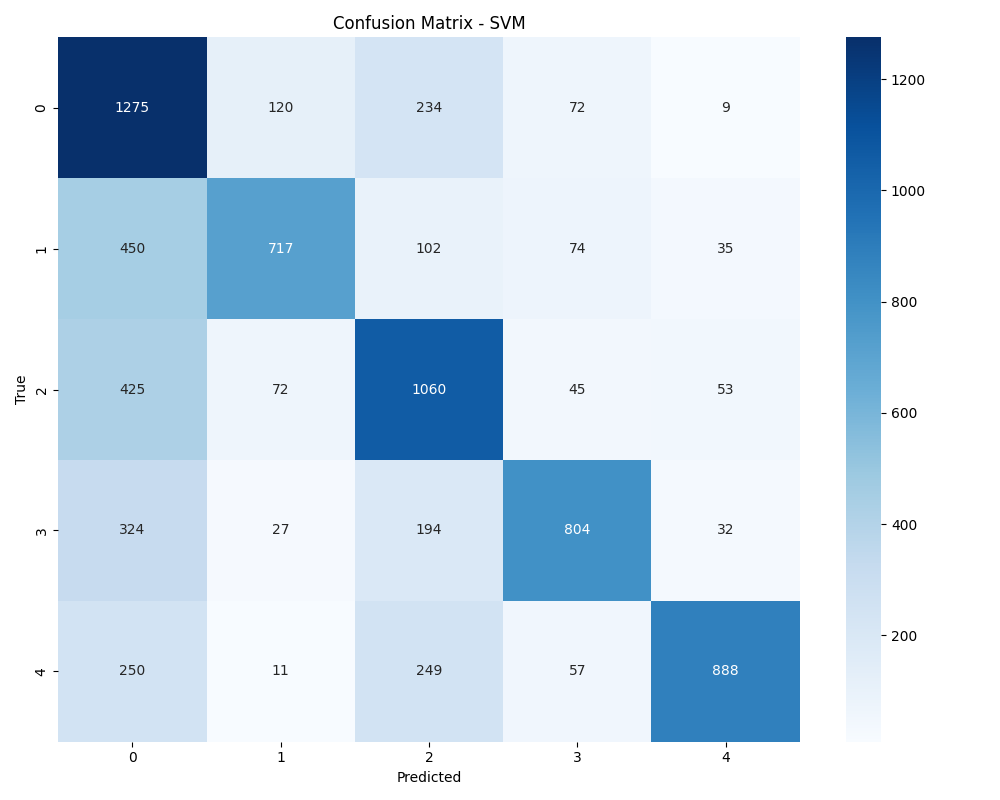 Confusion Matrix - SVM
0 1275 120 234 72 9
1 450 717 102 74 35
2 425 72 1060 45 53
3 324 27 194 804 32
4 250 11 249 57 888
0 1 2 3 4
True
Predicted
1200
1000
800
600
400
200